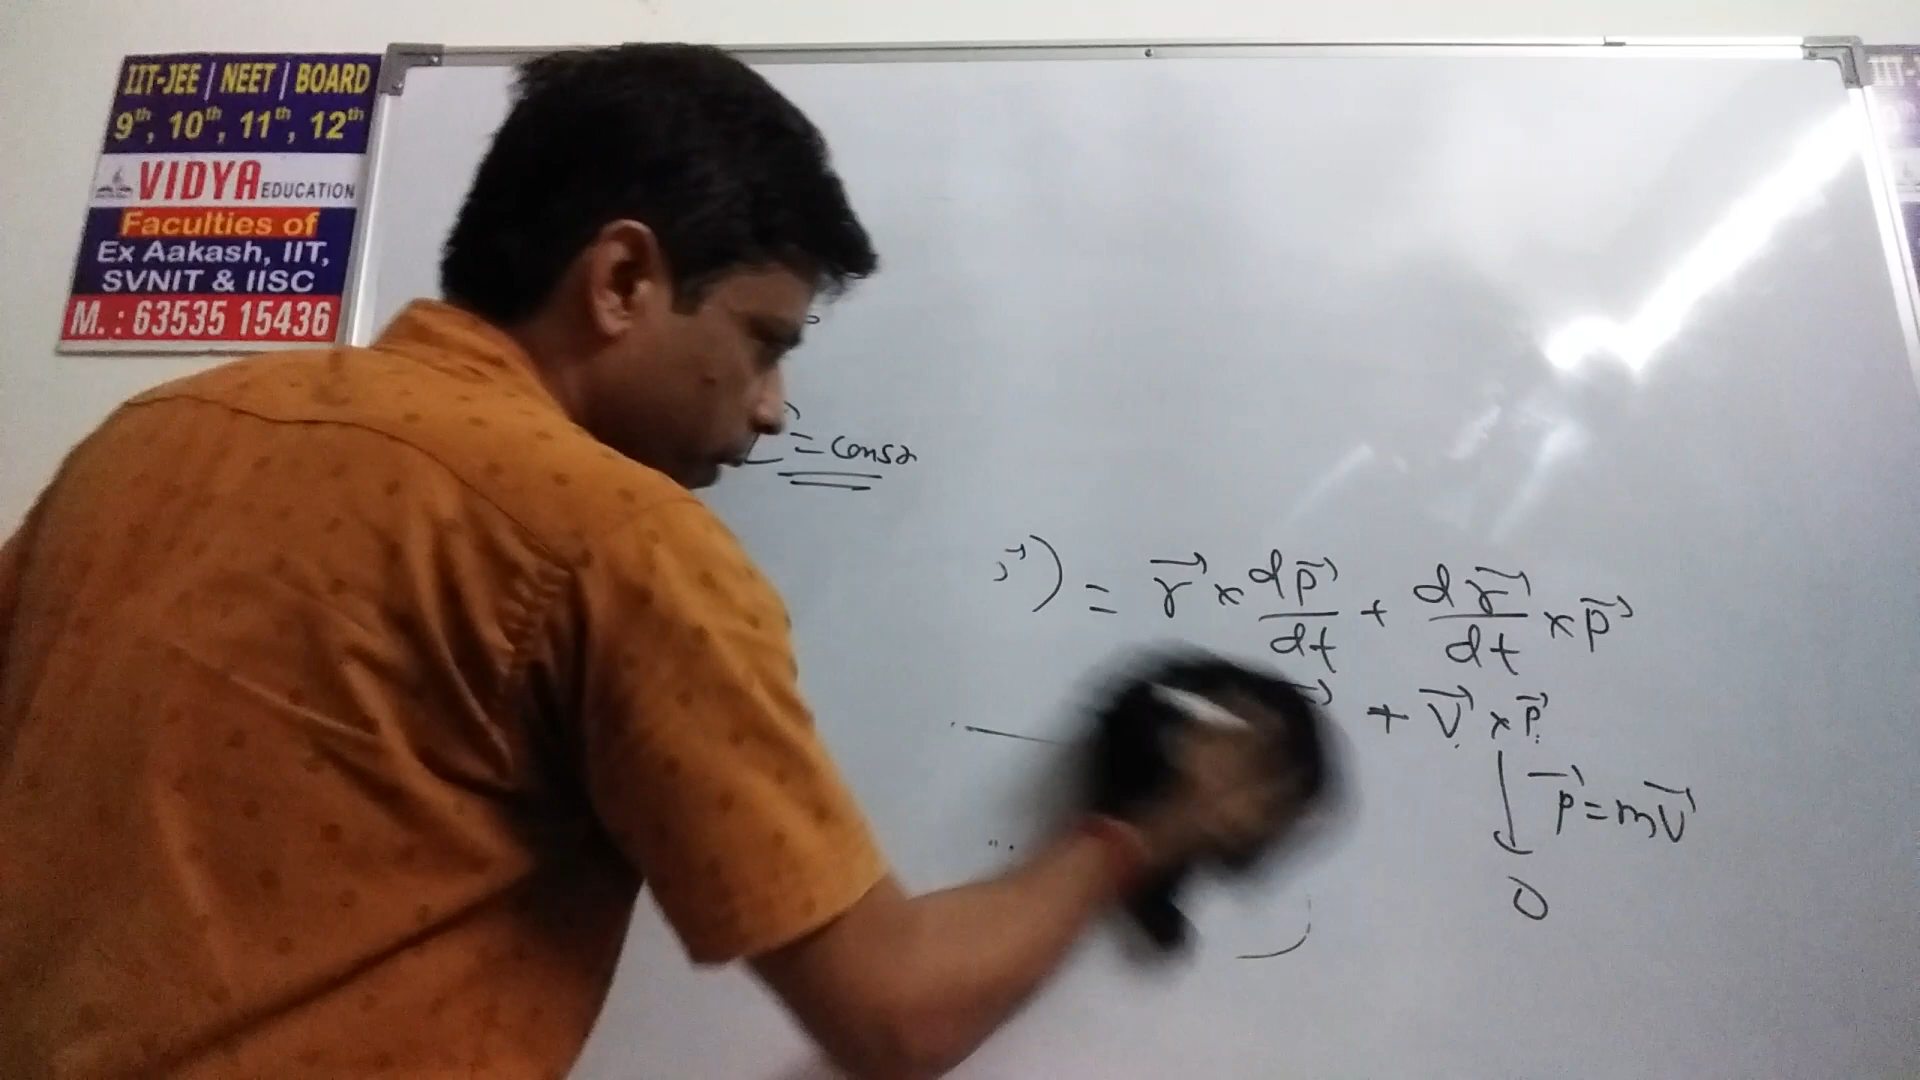 IIT-JEE | NEET | BOARD
9th, 10th, 11th, 12th
VIDYA EDUCATION
Faculties of
Ex Aakash, IIT,
SVNIT & IISC
M. : 63535 15436
= const
) = r⃗ × dp⃗/dt + dr⃗/dt × p⃗
+ v⃗ × p⃗
p⃗ = mv⃗
0